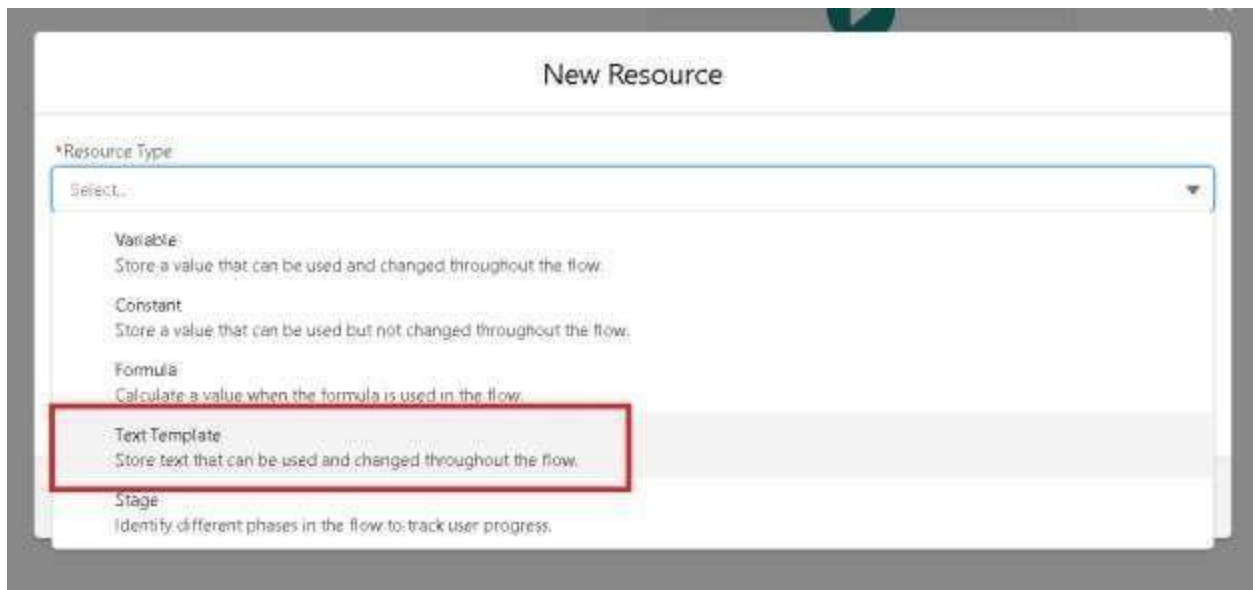 New Resource
*Resource Type
Select...
Variable
Store a value that can be used and changed throughout the flow.
Constant
Store a value that can be used but not changed throughout the flow.
Formula
Calculate a value when the formula is used in the flow.
Text Template
Store text that can be used and changed throughout the flow.
Stage
Identify different phases in the flow to track user progress.